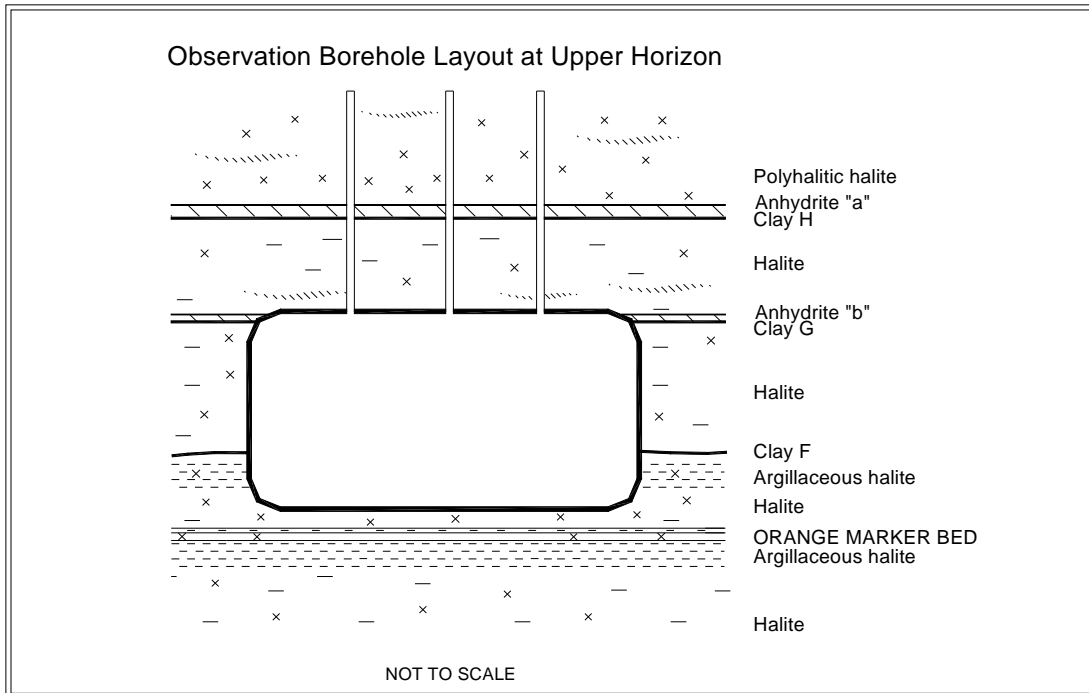 Observation Borehole Layout at Upper Horizon
Polyhalitic halite
Anhydrite "a"
Clay H
Halite
Anhydrite "b"
Clay G
Halite
Clay F
Argillaceous halite
Halite
ORANGE MARKER BED
Argillaceous halite
Halite
NOT TO SCALE